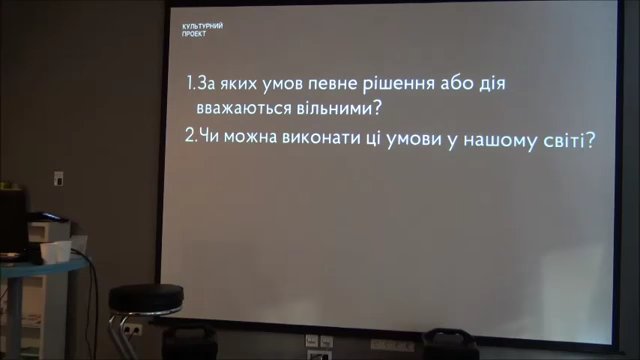 КУЛЬТУРНИЙ
ПРОЕКТ
1.За яких умов певне рішення або дія
вважаються вільними?
2.Чи можна виконати ці умови у нашому світі?